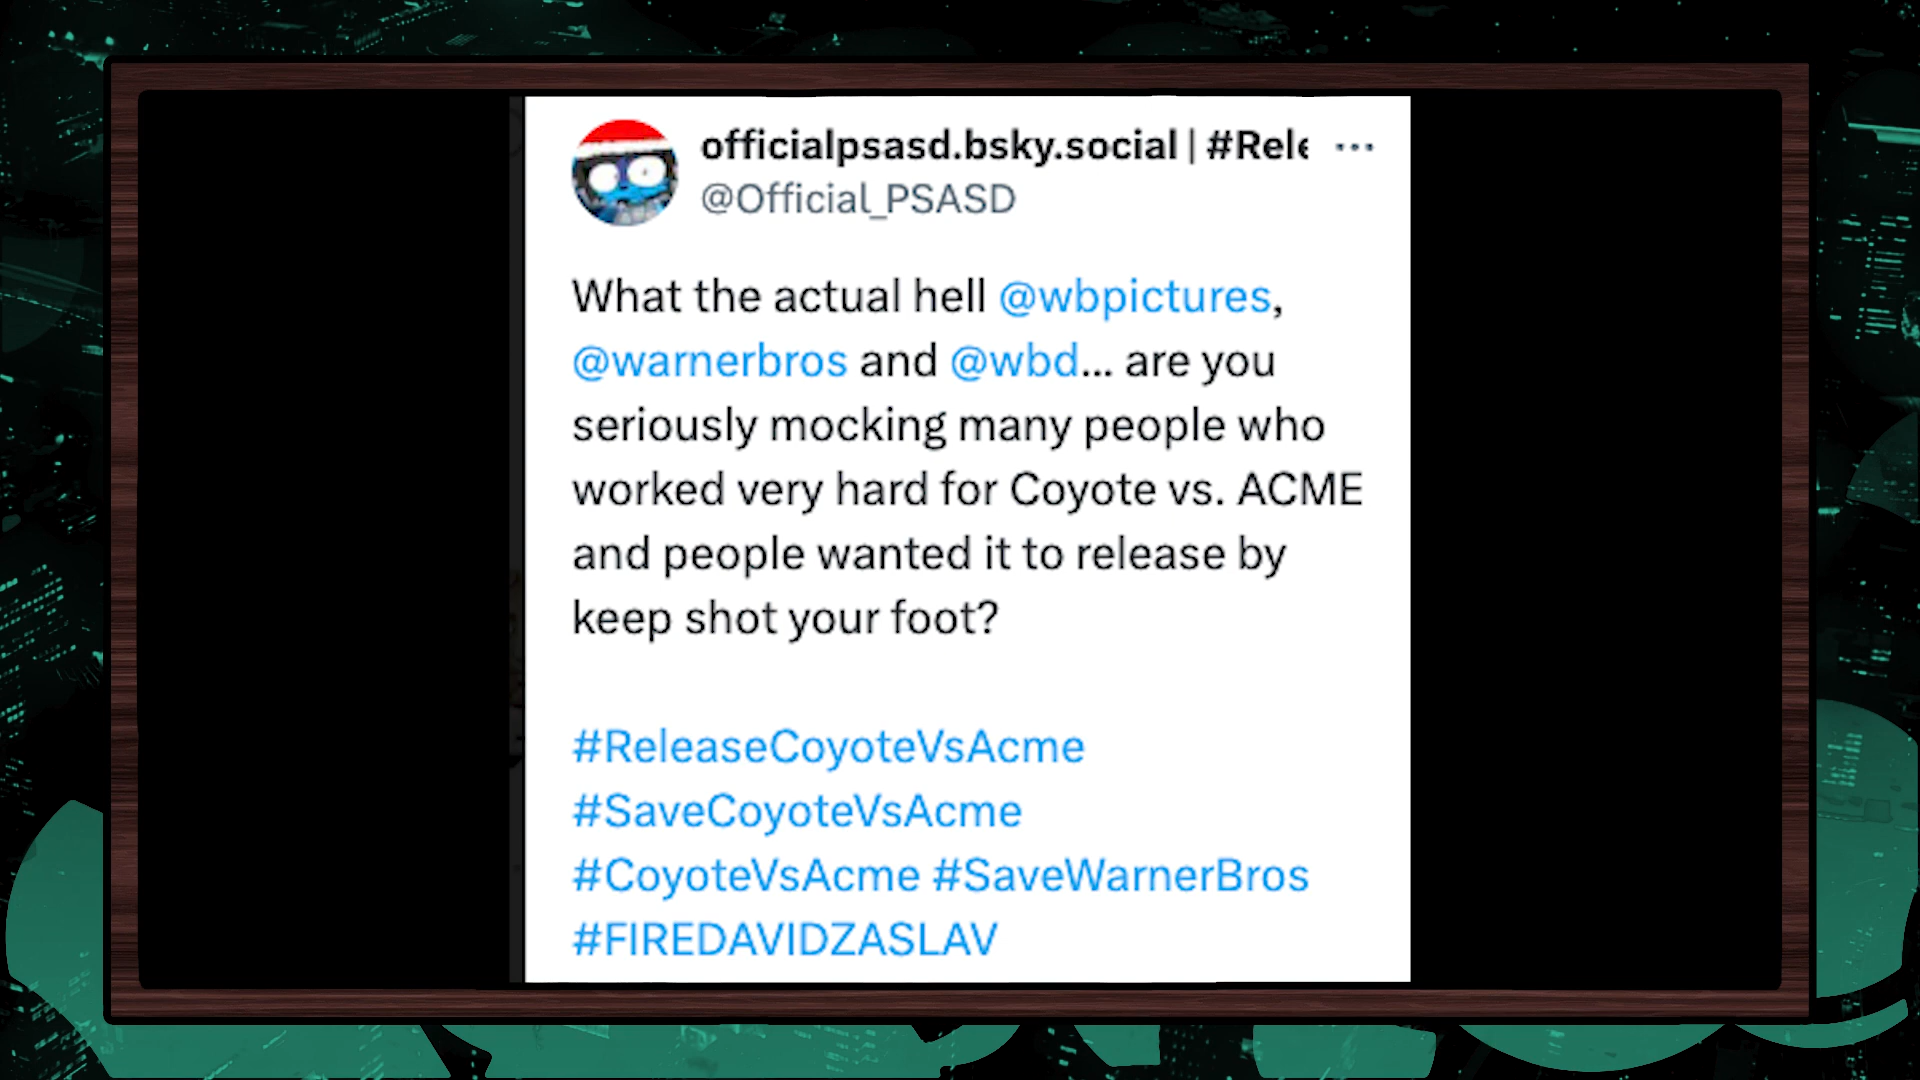 officialpsasd.bsky.social | #Rele ...
@Official_PSASD
What the actual hell @wbpictures,
@warnerbros and @wbd... are you
seriously mocking many people who
worked very hard for Coyote vs. ACME
and people wanted it to release by
keep shot your foot?
#ReleaseCoyoteVsAcme
#SaveCoyoteVsAcme
#CoyoteVsAcme #SaveWarnerBros
#FIREDAVIDZASLAV